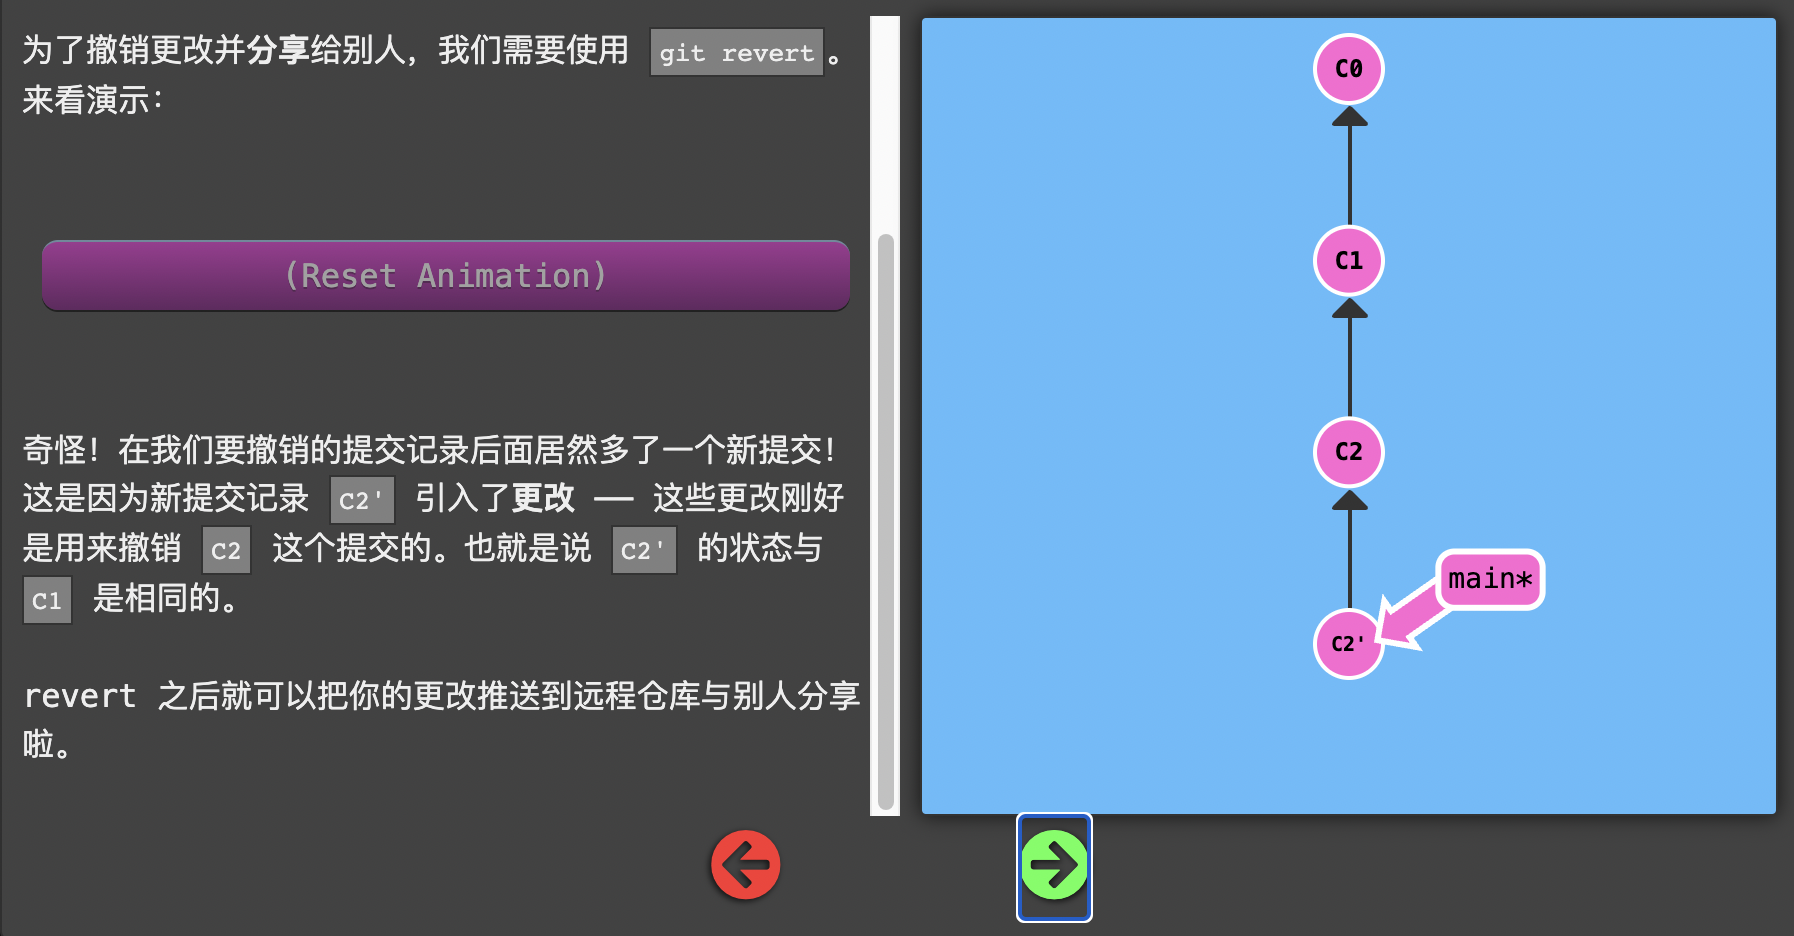 为了撤销更改并分享给别人，我们需要使用 git revert。
来看演示：
(Reset Animation)
奇怪！在我们要撤销的提交记录后面居然多了一个新提交！
这是因为新提交记录 C2' 引入了更改 —— 这些更改刚好
是用来撤销 C2 这个提交的。也就是说 C2' 的状态与
C1 是相同的。
revert 之后就可以把你的更改推送到远程仓库与别人分享
啦。
C0
C1
C2
main*
C2'